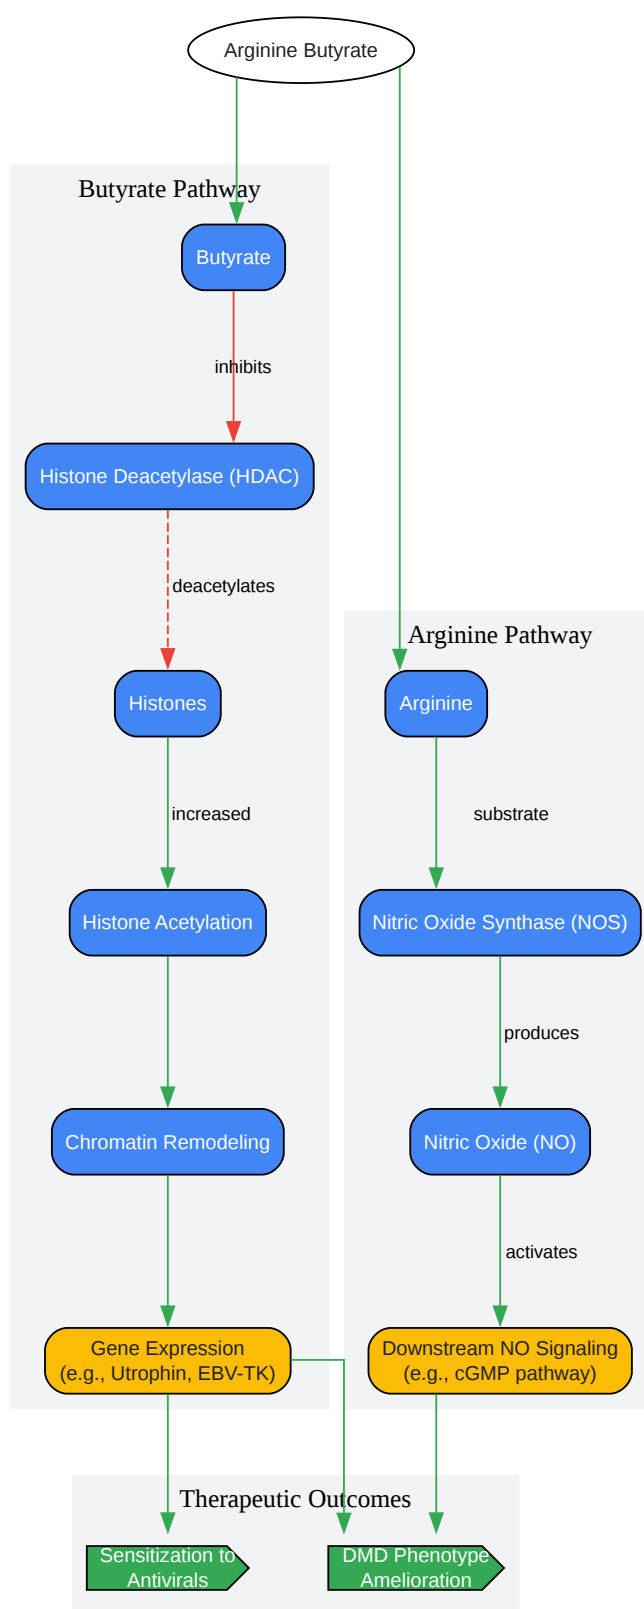 Arginine Butyrate
Butyrate Pathway
Butyrate
inhibits
Histone Deacetylase (HDAC)
deacetylates
Histones
increased
Histone Acetylation
Chromatin Remodeling
Gene Expression
(e.g., Utrophin, EBV-TK)
Arginine Pathway
Arginine
substrate
Nitric Oxide Synthase (NOS)
produces
Nitric Oxide (NO)
activates
Downstream NO Signaling
(e.g., cGMP pathway)
Therapeutic Outcomes
Sensitization to
Antivirals
DMD Phenotype
Amelioration